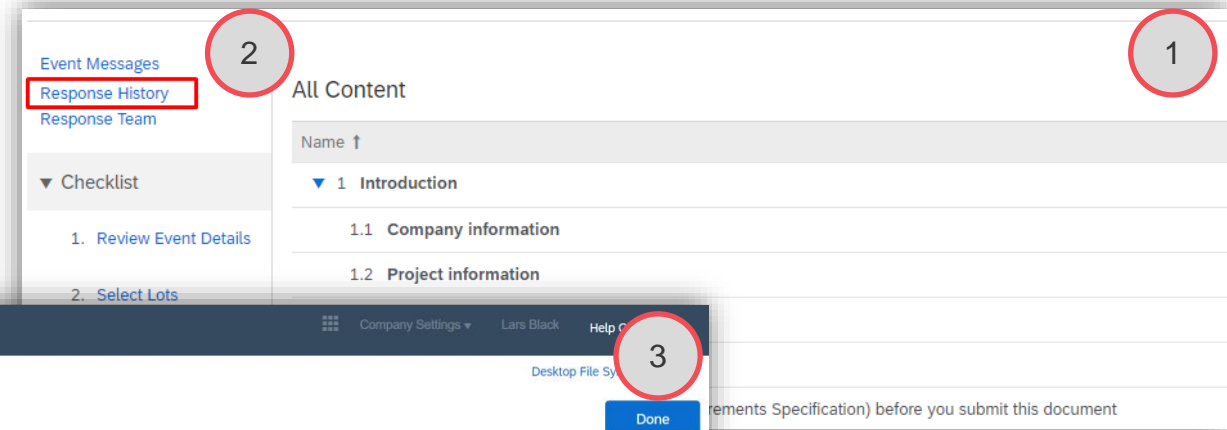 2
1
Event Messages
Response History
Response Team
All Content
Name ↑
▼ Checklist
▼ 1 Introduction
1. Review Event Details
1.1 Company information
1.2 Project information
2. Select Lots
Company Settings ▾ Lars Black Help
3
Desktop File
Done
Specification) before you submit this document